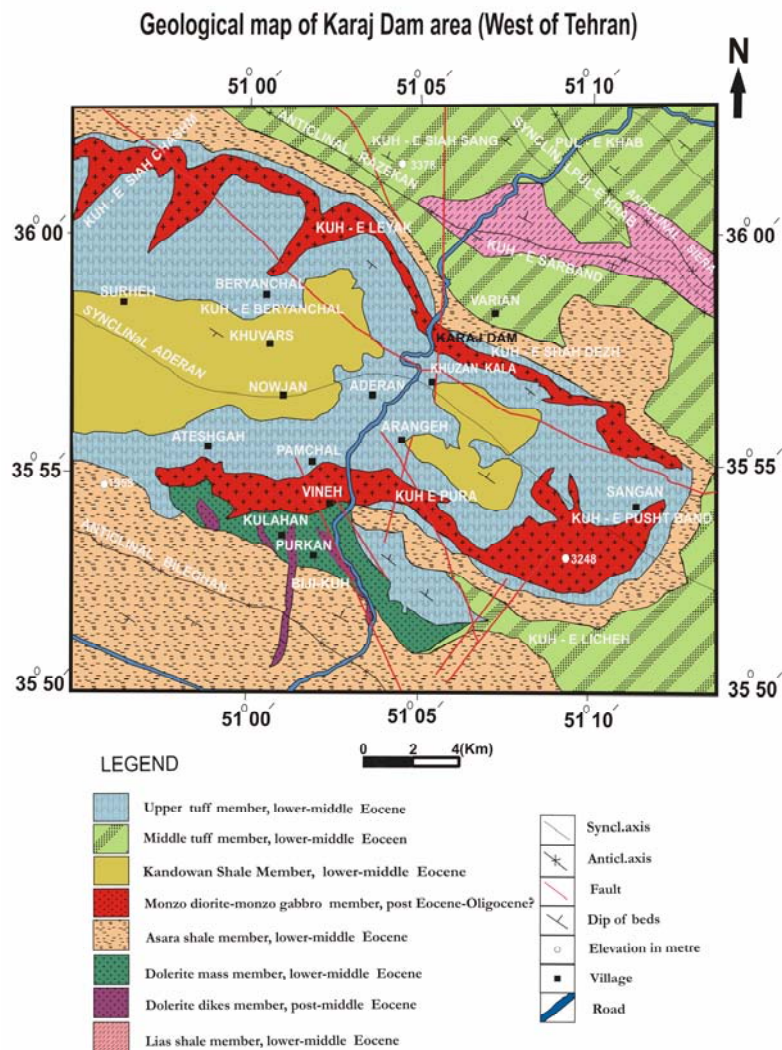 Geological map of Karaj Dam area (West of Tehran)
N
51° 00′ 51° 05′ 51° 10′
ANTICLINAL RAZEKAN
KUH - E SIAH SANG
3378
SYNCLINAL PUL-E KHAB
PUL - E KHAB
KUH - E SIAH CHASHM
ANTICLINAL - NERA
36° 00′
KUH - E LEYAK
KUH - E SARBAND
36° 00′
BERYANCHAL
SURHEH
KUH - E BERYANCHAL
VARIAN
SYNCLINaL ADERAN
KHUVARS
KARAJ DAM
KUH - E SHAH DEZH
KHUZAN KALA
NOWJAN
ADERAN
ARANGEH
ATESHGAH
PAMCHAL
35° 55′
35° 55′
VINEH
KUH E PURA
SANGAN
KUH - E PUSHT BAND
KULAHAN
PURKAN
ANTICLINAL - BILEQUAN
3248
KUH - E LICHEH
35° 50′
35° 50′
51° 00′ 51° 05′ 51° 10′
0 2 4(Km)
LEGEND
Upper tuff member, lower-middle Eocene
Middle tuff member, lower-middle Eoceen
Kandowan Shale Member, lower-middle Eocene
Monzo diorite-monzo gabbro member, post Eocene-Oligocene?
Asara shale member, lower-middle Eocene
Dolerite mass member, lower-middle Eocene
Dolerite dikes member, post-middle Eocene
Lias shale member, lower-middle Eocene
Syncl.axis
Anticl.axis
Fault
Dip of beds
Elevation in metre
Village
Road